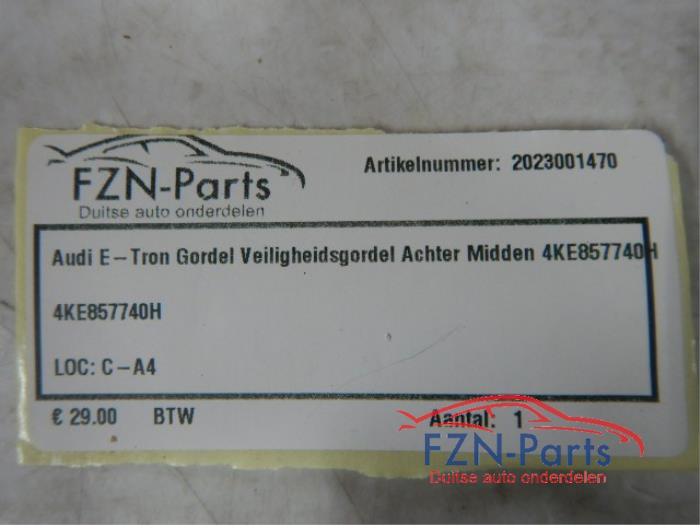 FZN-Parts
Duitse auto onderdelen
Artikelnummer: 2023001470
Audi E-Tron Gordel Veiligheidsgordel Achter Midden 4KE857740H
4KE857740H
LOC: C-A4
€ 29.00 BTW Aantal: 1
FZN-Parts
Duitse auto onderdelen